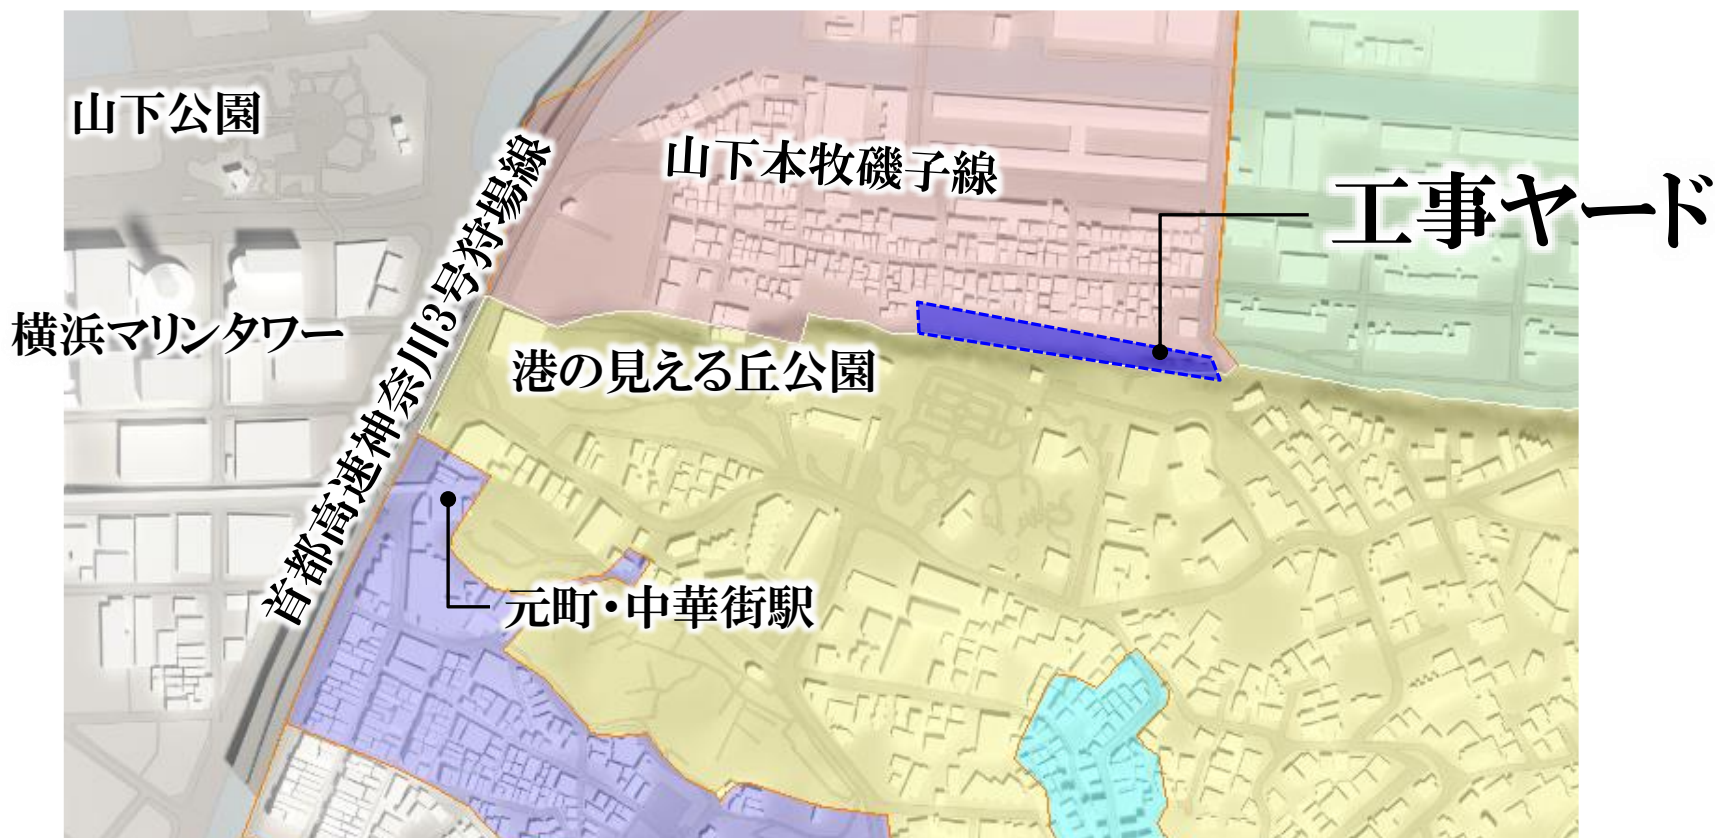 山下公園
山下本牧磯子線
工事ヤード
首都高速神奈川3号狩場線
横浜マリンタワー
港の見える丘公園
元町・中華街駅